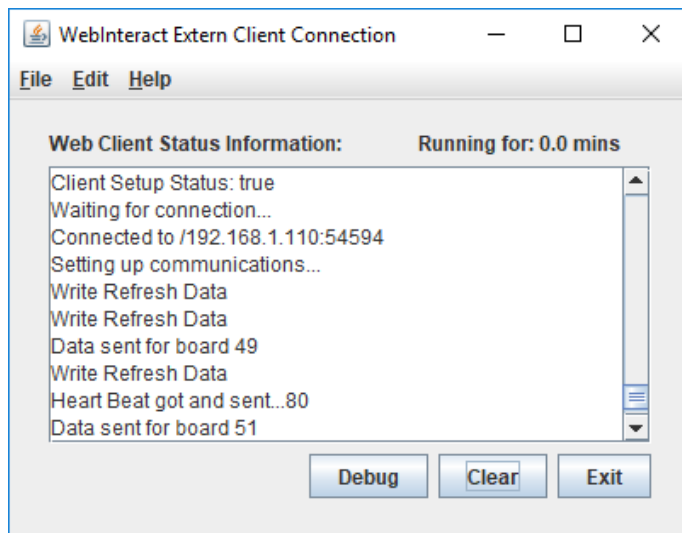 WebInteract Extern Client Connection
File Edit Help
Web Client Status Information: Running for: 0.0 mins
Client Setup Status: true
Waiting for connection...
Connected to /192.168.1.110:54594
Setting up communications...
Write Refresh Data
Write Refresh Data
Data sent for board 49
Write Refresh Data
Heart Beat got and sent...80
Data sent for board 51
Debug Clear Exit